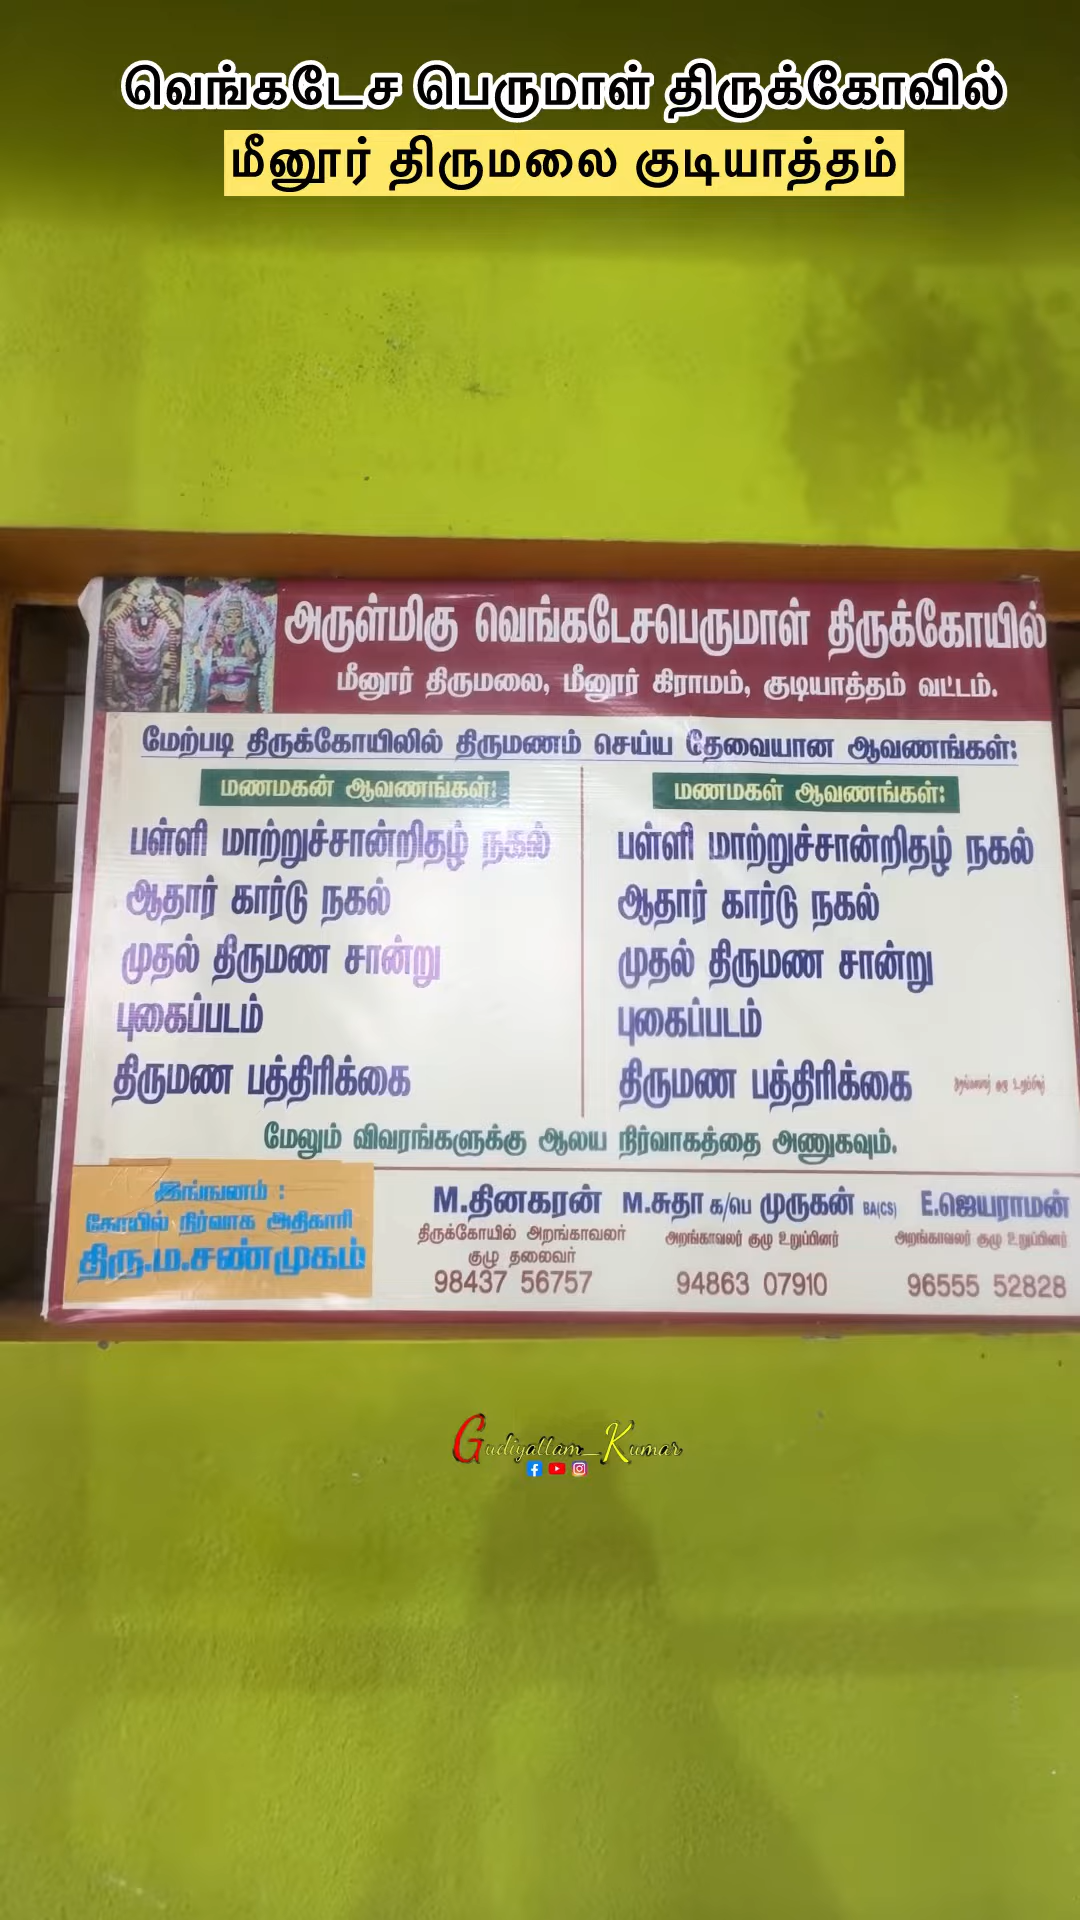 வெங்கடேச பெருமாள் திருக்கோவில்
மீனூர் திருமலை குடியாத்தம்
அருள்மிகு வெங்கடேசபெருமாள் திருக்கோயில்
மீனூர் திருமலை, மீனூர் கிராமம், குடியாத்தம் வட்டம்.
மேற்படி திருக்கோயிலில் திருமணம் செய்ய தேவையான ஆவணங்கள்:
மணமகன் ஆவணங்கள்:
பள்ளி மாற்றுச்சான்றிதழ் நகல்
ஆதார் கார்டு நகல்
முதல் திருமண சான்று
புகைப்படம்
திருமண பத்திரிக்கை
மணமகள் ஆவணங்கள்:
பள்ளி மாற்றுச்சான்றிதழ் நகல்
ஆதார் கார்டு நகல்
முதல் திருமண சான்று
புகைப்படம்
திருமண பத்திரிக்கை
மேலும் விவரங்களுக்கு ஆலய நிர்வாகத்தை அணுகவும்.
இங்ஙனம் :
கோயில் நிர்வாக அதிகாரி
திரு.ம.சண்முகம்
M.தினகரன்
திருக்கோயில் அறங்காவலர்
குழு தலைவர்
98437 56757
M.சுதா க/பெ முருகன் BA(CS)
அறங்காவலர் குழு உறுப்பினர்
94863 07910
E.ஜெயராமன்
அறங்காவலர் குழு உறுப்பினர்
96555 52828
Gudiyattam_Kumar